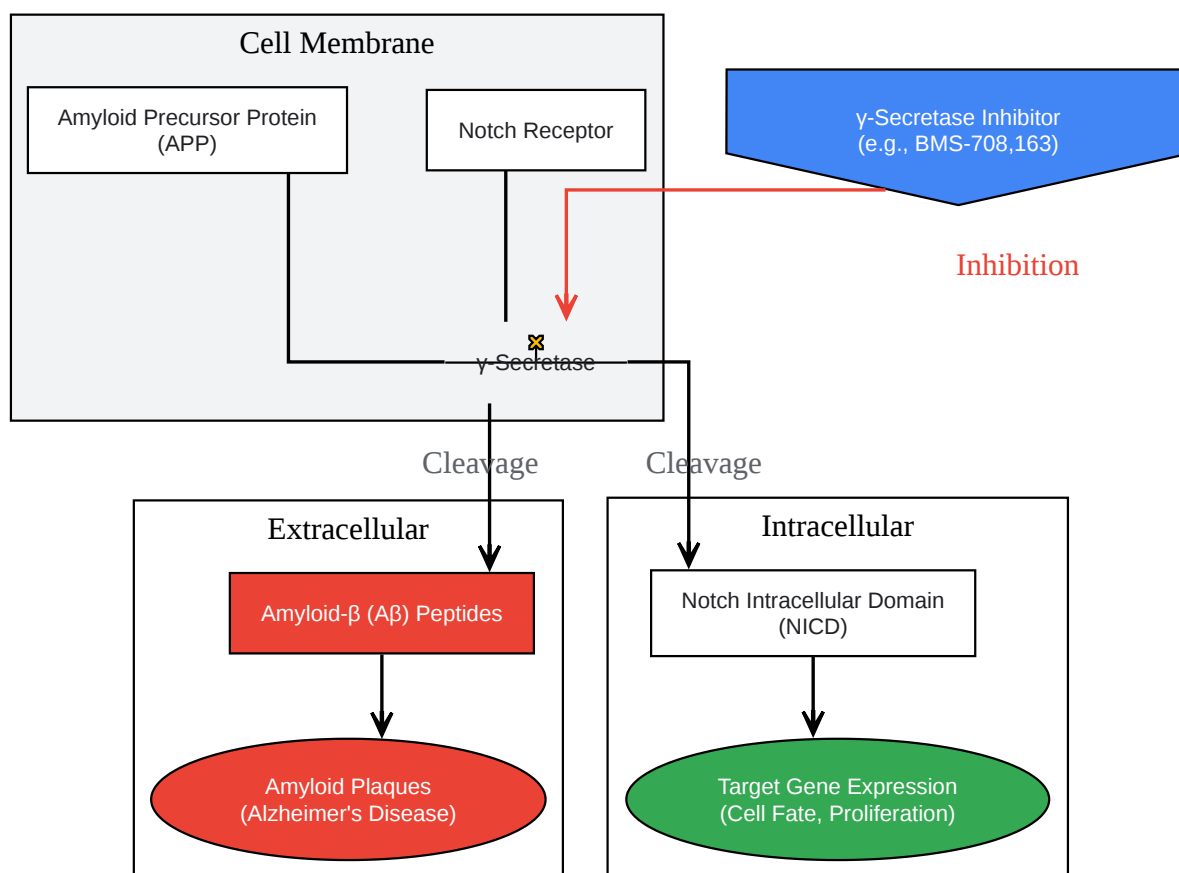 Cell Membrane
Amyloid Precursor Protein
(APP)
Notch Receptor
γ-Secretase Inhibitor
(e.g., BMS-708,163)
Inhibition
γ-Secretase
Cleavage
Cleavage
Extracellular
Intracellular
Amyloid-β (Aβ) Peptides
Notch Intracellular Domain
(NICD)
Amyloid Plaques
(Alzheimer's Disease)
Target Gene Expression
(Cell Fate, Proliferation)